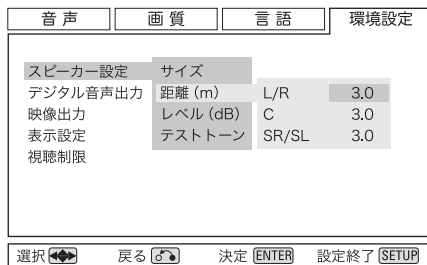 音声 画質 言語 環境設定
スピーカー設定 サイズ
デジタル音声出力 距離(m) L/R 3.0
映像出力 レベル(dB) C 3.0
表示設定 テストトーン SR/SL 3.0
視聴制限
選択 戻る 決定 ENTER 設定終了 SETUP